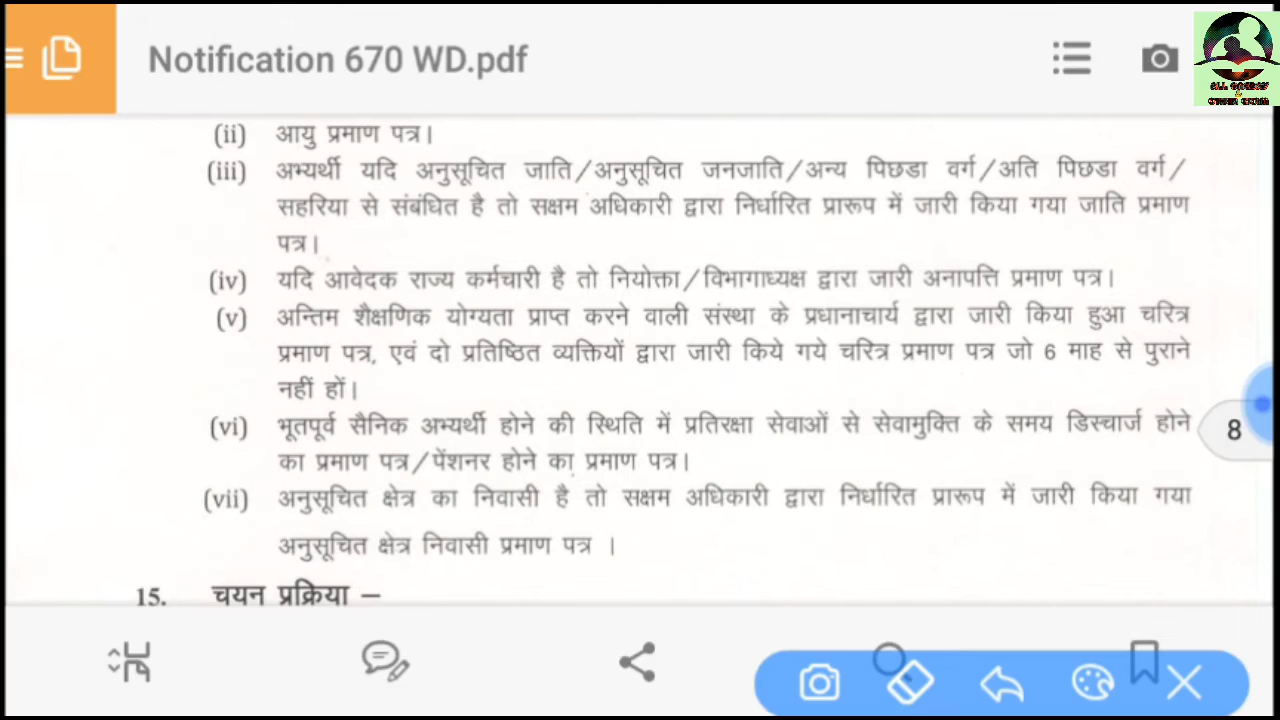 Notification 670 WD.pdf
(ii) आयु प्रमाण पत्र।
(iii) अभ्यर्थी यदि अनुसूचित जाति/अनुसूचित जनजाति/अन्य पिछडा वर्ग/अति पिछडा वर्ग/
सहरिया से संबंधित है तो सक्षम अधिकारी द्वारा निर्धारित प्रारूप में जारी किया गया जाति प्रमाण
पत्र।
(iv) यदि आवेदक राज्य कर्मचारी है तो नियोक्ता/विभागाध्यक्ष द्वारा जारी अनापत्ति प्रमाण पत्र।
(v) अन्तिम शैक्षणिक योग्यता प्राप्त करने वाली संस्था के प्रधानाचार्य द्वारा जारी किया हुआ चरित्र
प्रमाण पत्र, एवं दो प्रतिष्ठित व्यक्तियों द्वारा जारी किये गये चरित्र प्रमाण पत्र जो 6 माह से पुराने
नहीं हों।
(vi) भूतपूर्व सैनिक अभ्यर्थी होने की स्थिति में प्रतिरक्षा सेवाओं से सेवामुक्ति के समय डिस्चार्ज होने
का प्रमाण पत्र/पेंशनर होने का प्रमाण पत्र।
8
(vii) अनुसूचित क्षेत्र का निवासी है तो सक्षम अधिकारी द्वारा निर्धारित प्रारूप में जारी किया गया
अनुसूचित क्षेत्र निवासी प्रमाण पत्र ।
15. चयन प्रक्रिया –